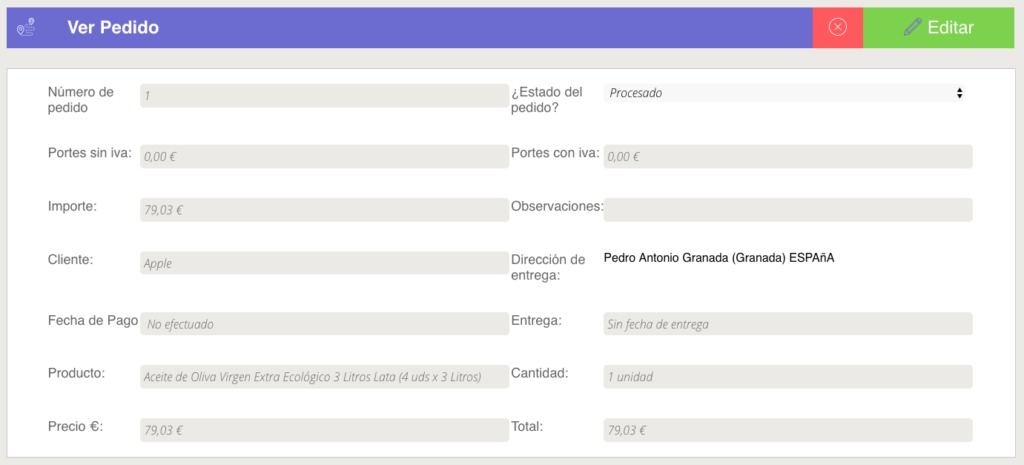 Ver Pedido
Editar
Número de
pedido
1
¿Estado del
pedido?
Procesado
Portes sin iva:
0,00 €
Portes con iva:
0,00 €
Importe:
79,03 €
Observaciones:
Cliente:
Apple
Dirección de
entrega:
Pedro Antonio Granada (Granada) ESPAñA
Fecha de Pago
No efectuado
Entrega:
Sin fecha de entrega
Producto:
Aceite de Oliva Virgen Extra Ecológico 3 Litros Lata (4 uds x 3 Litros)
Cantidad:
1 unidad
Precio €:
79,03 €
Total:
79,03 €